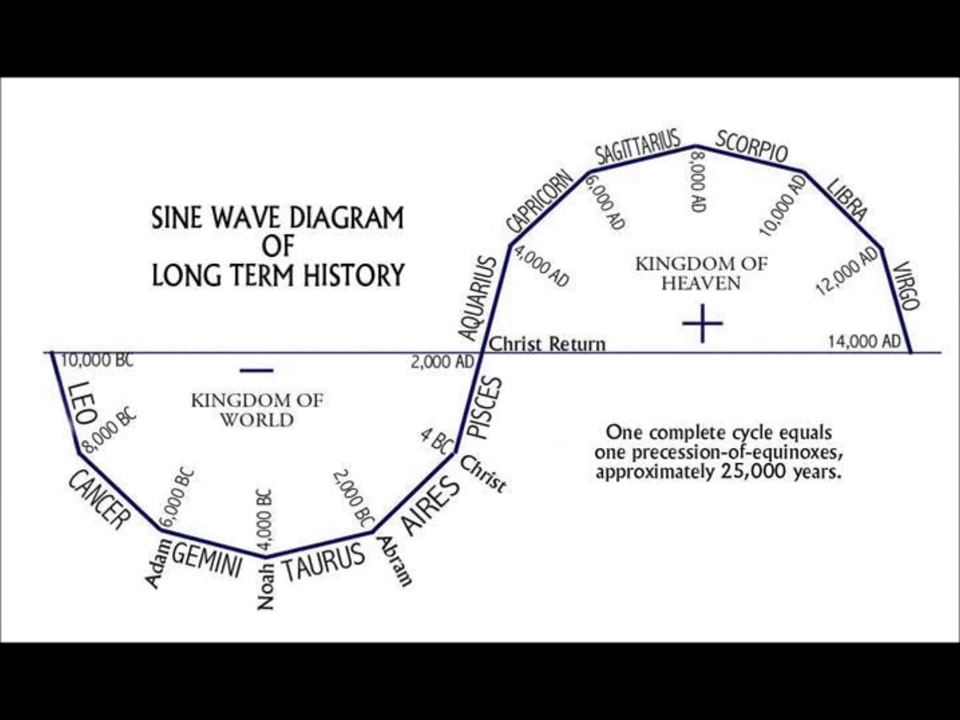 SINE WAVE DIAGRAM
OF
LONG TERM HISTORY
10,000 BC
LEO
8,000 BC
CANCER
6,000 BC
Adam
GEMINI
4,000 BC
Noah
TAURUS
2,000 BC
Abram
AIRES
4 BC
Christ
PISCES
2,000 AD
Christ Return
AQUARIUS
4,000 AD
CAPRICORN
6,000 AD
SAGITTARIUS
8,000 AD
SCORPIO
10,000 AD
LIBRA
12,000 AD
VIRGO
14,000 AD
—
KINGDOM OF
WORLD
KINGDOM OF
HEAVEN
+
One complete cycle equals
one precession-of-equinoxes,
approximately 25,000 years.